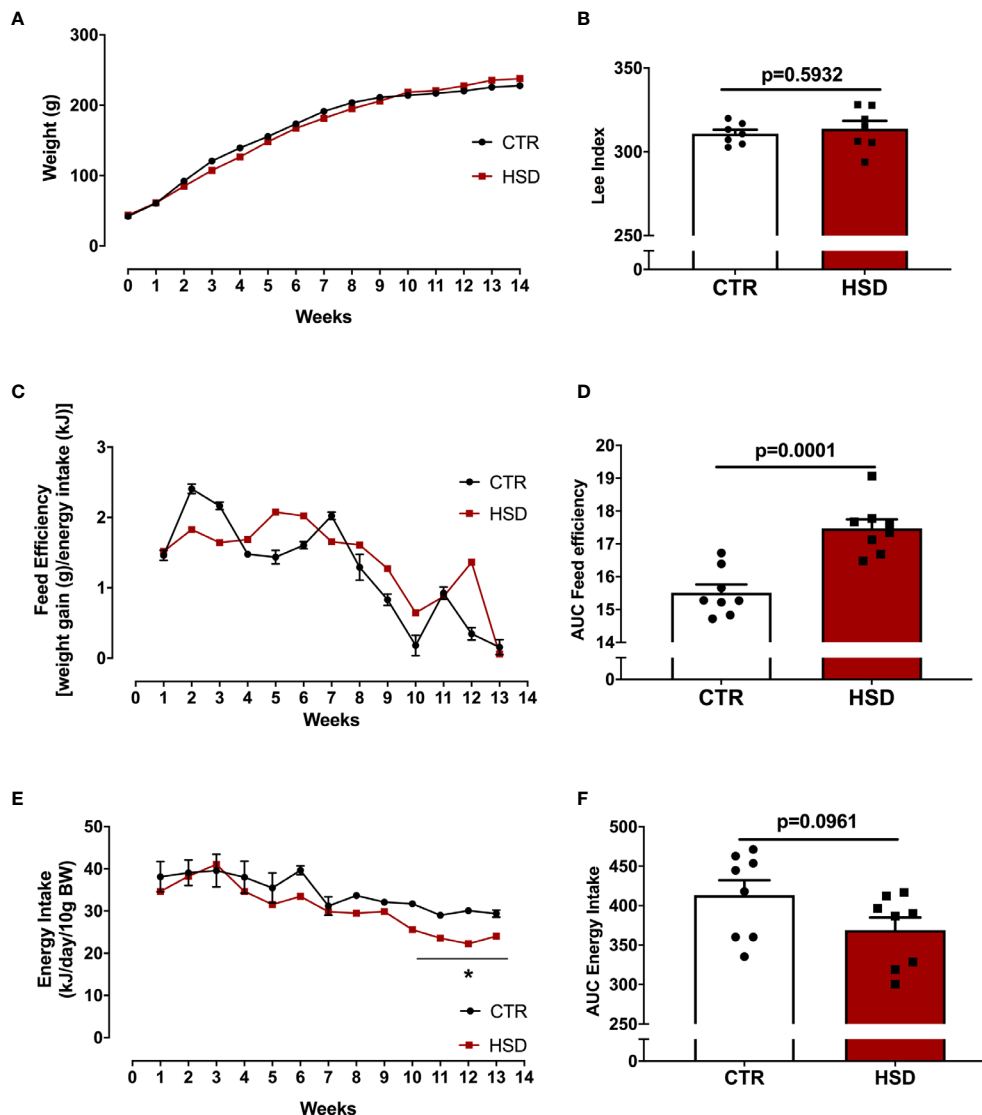 A
300
200
100
0
Weight (g)
CTR
HSD
0 1 2 3 4 5 6 7 8 9 10 11 12 13 14
Weeks
B
350
300
250
0
Lee Index
p=0.5932
CTR HSD
C
3
2
1
0
Feed Efficiency
[weight gain (g)/energy intake (kJ)]
CTR
HSD
0 1 2 3 4 5 6 7 8 9 10 11 12 13 14
Weeks
D
20
19
18
17
16
15
14
0
AUC Feed efficiency
p=0.0001
CTR HSD
E
50
40
30
20
10
0
Energy Intake
(kJ/day/10g BW)
*
CTR
HSD
0 1 2 3 4 5 6 7 8 9 10 11 12 13 14
Weeks
F
500
450
400
350
300
250
0
AUC Energy Intake
p=0.0961
CTR HSD